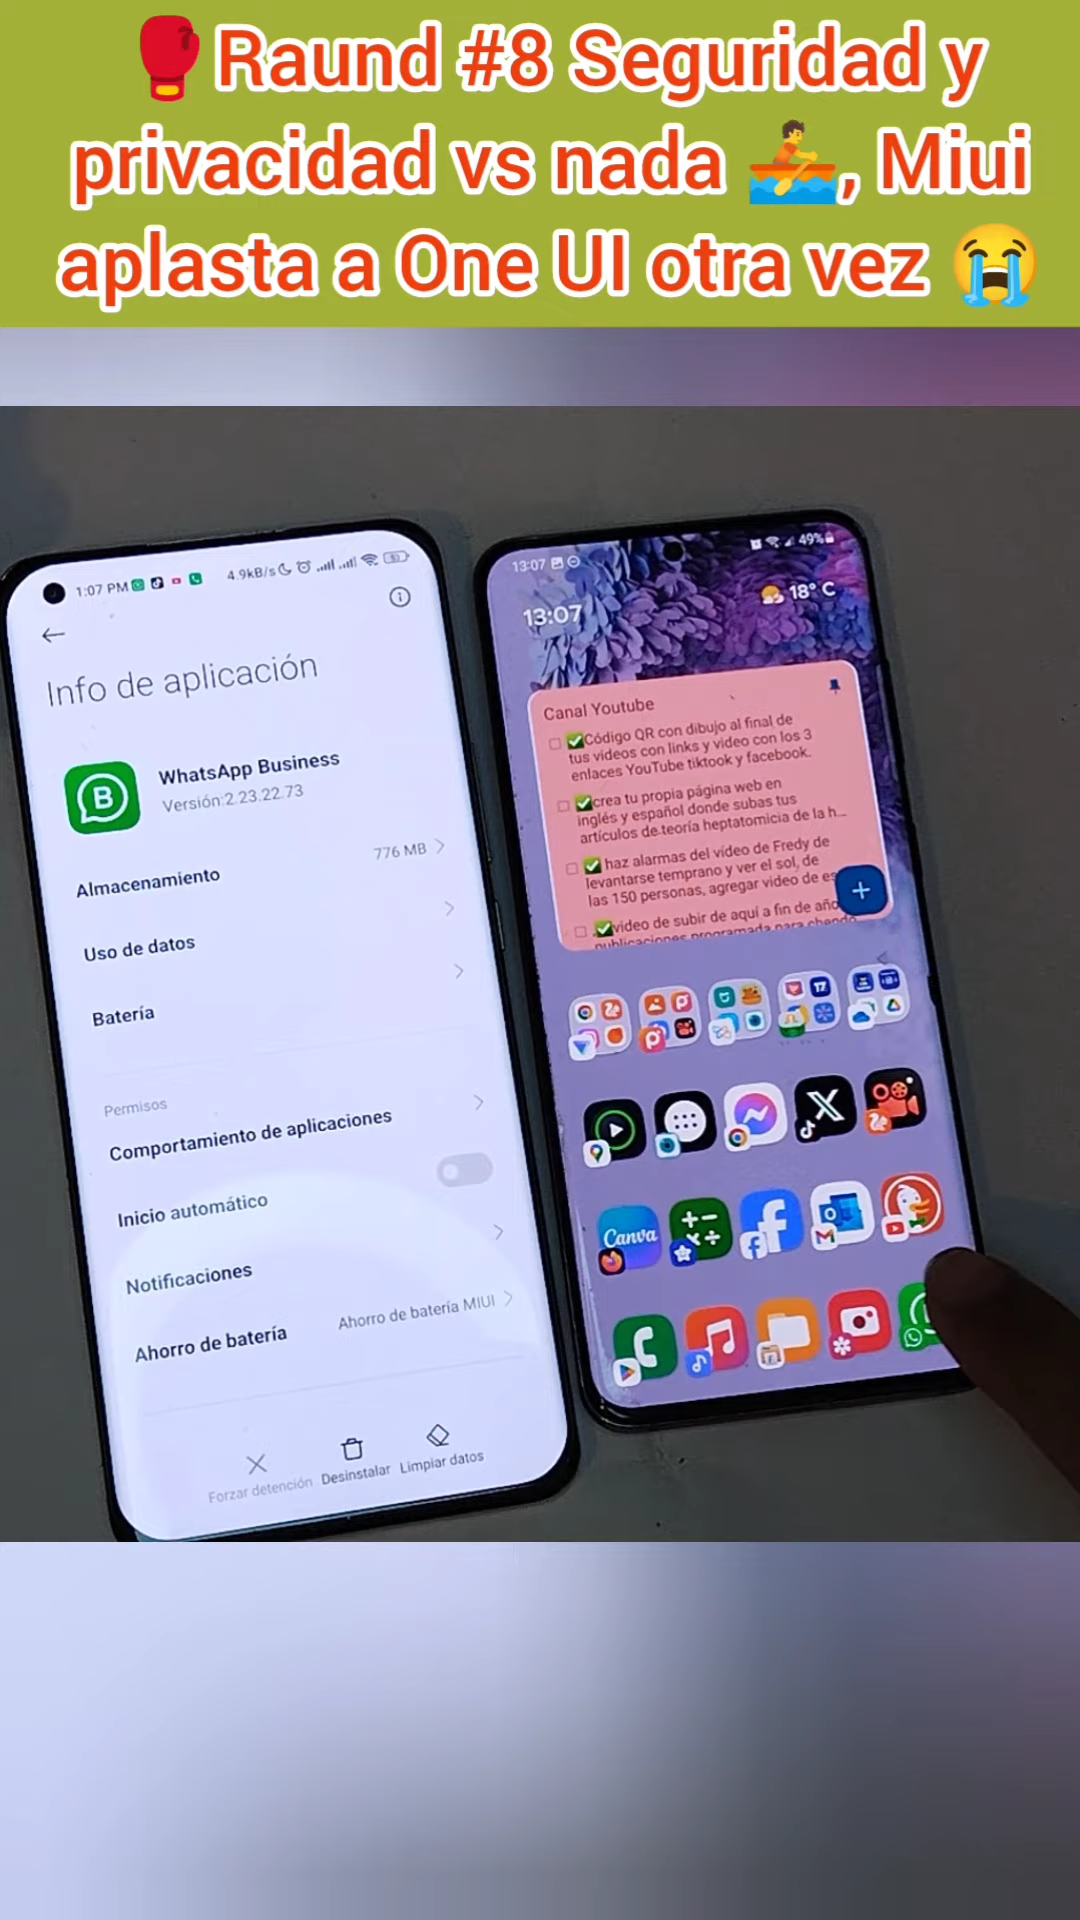 🥊Raund #8 Seguridad y
privacidad vs nada 🚣, Miui
aplasta a One UI otra vez 😭
1:07 PM
4.9kB/s
Info de aplicación
WhatsApp Business
Versión:2.23.22.73
Almacenamiento
776 MB
Uso de datos
Batería
Permisos
Comportamiento de aplicaciones
Inicio automático
Notificaciones
Ahorro de batería
Ahorro de batería MIUI
Forzar detención
Desinstalar
Limpiar datos
13:07
49%
13:07
18° C
Canal Youtube
✅Código QR con dibujo al final de
tus vídeos con links y video con los 3
enlaces YouTube tiktook y facebook.
✅crea tu propia página web en
inglés y español donde subas tus
artículos de teoría heptatomicia de la h...
✅ haz alarmas del vídeo de Fredy de
levantarse temprano y ver el sol, de
las 150 personas, agregar video de es
✅video de subir de aquí a fin de año
publicaciones programada para
Canva